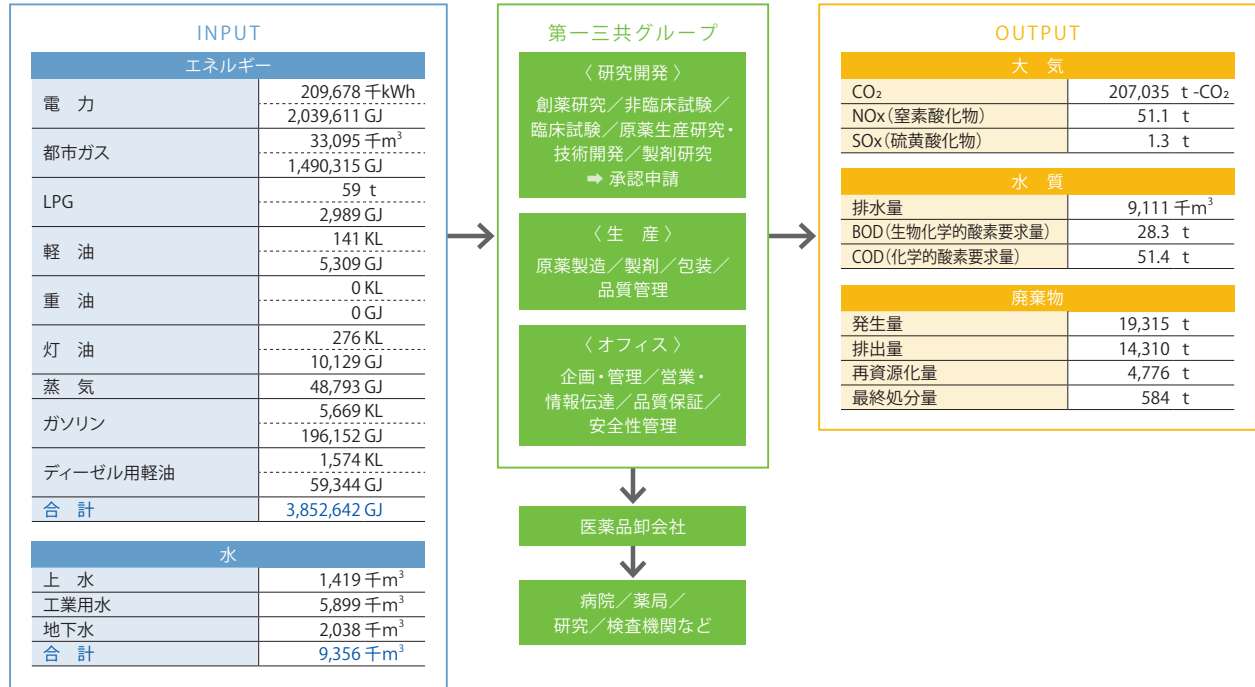 INPUT
エネルギー
電　力
209,678 千kWh
2,039,611 GJ
都市ガス
33,095 千m³
1,490,315 GJ
LPG
59 t
2,989 GJ
軽　油
141 KL
5,309 GJ
重　油
0 KL
0 GJ
灯　油
276 KL
10,129 GJ
蒸　気
48,793 GJ
ガソリン
5,669 KL
196,152 GJ
ディーゼル用軽油
1,574 KL
59,344 GJ
合　計
3,852,642 GJ
水
上　水
1,419 千m³
工業用水
5,899 千m³
地下水
2,038 千m³
合　計
9,356 千m³
第一三共グループ
〈 研究開発 〉
創薬研究／非臨床試験／
臨床試験／原薬生産研究・
技術開発／製剤研究
➡ 承認申請
〈 生　産 〉
原薬製造／製剤／包装／
品質管理
〈 オフィス 〉
企画・管理／営業・
情報伝達／品質保証／
安全性管理
医薬品卸会社
病院／薬局／
研究／検査機関など
OUTPUT
大　気
CO₂
207,035 t -CO₂
NOx（窒素酸化物）
51.1 t
SOx（硫黄酸化物）
1.3 t
水　質
排水量
9,111 千m³
BOD（生物化学的酸素要求量）
28.3 t
COD（化学的酸素要求量）
51.4 t
廃棄物
発生量
19,315 t
排出量
14,310 t
再資源化量
4,776 t
最終処分量
584 t